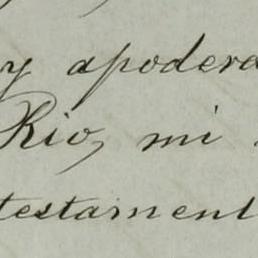 y apodera
Rio, mi
testament